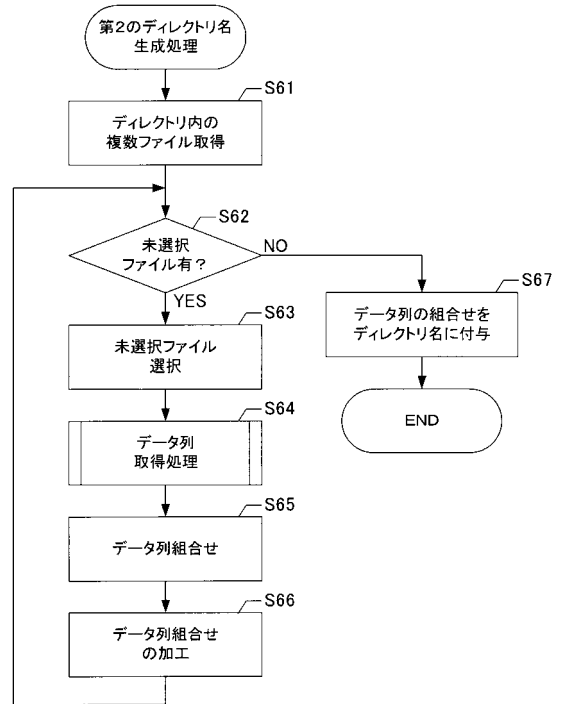 第2のディレクトリ名
生成処理
S61
ディレクトリ内の
複数ファイル取得
S62
未選択
ファイル有？
NO
YES
S63
未選択ファイル
選択
S64
データ列
取得処理
S65
データ列組合せ
S66
データ列組合せ
の加工
S67
データ列の組合せを
ディレクトリ名に付与
END